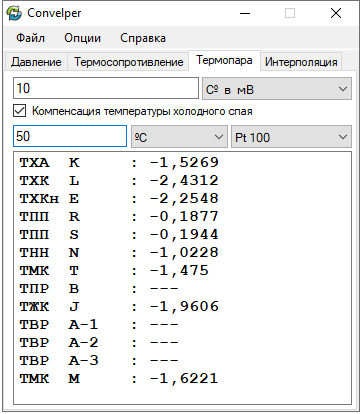 Convelper
Файл Опции Справка
Давление Термосопротивление Термопара Интерполяция
10 Cº в мВ
Компенсация температуры холодного спая
50 ºC Pt 100
ТХА K : -1,5269
ТХК L : -2,4312
ТХКн E : -2,2548
ТПП R : -0,1877
ТПП S : -0,1944
ТНН N : -1,0228
ТМК T : -1,475
ТПР B : ---
ТЖК J : -1,9606
ТВР A-1 : ---
ТВР A-2 : ---
ТВР A-3 : ---
ТМК M : -1,6221